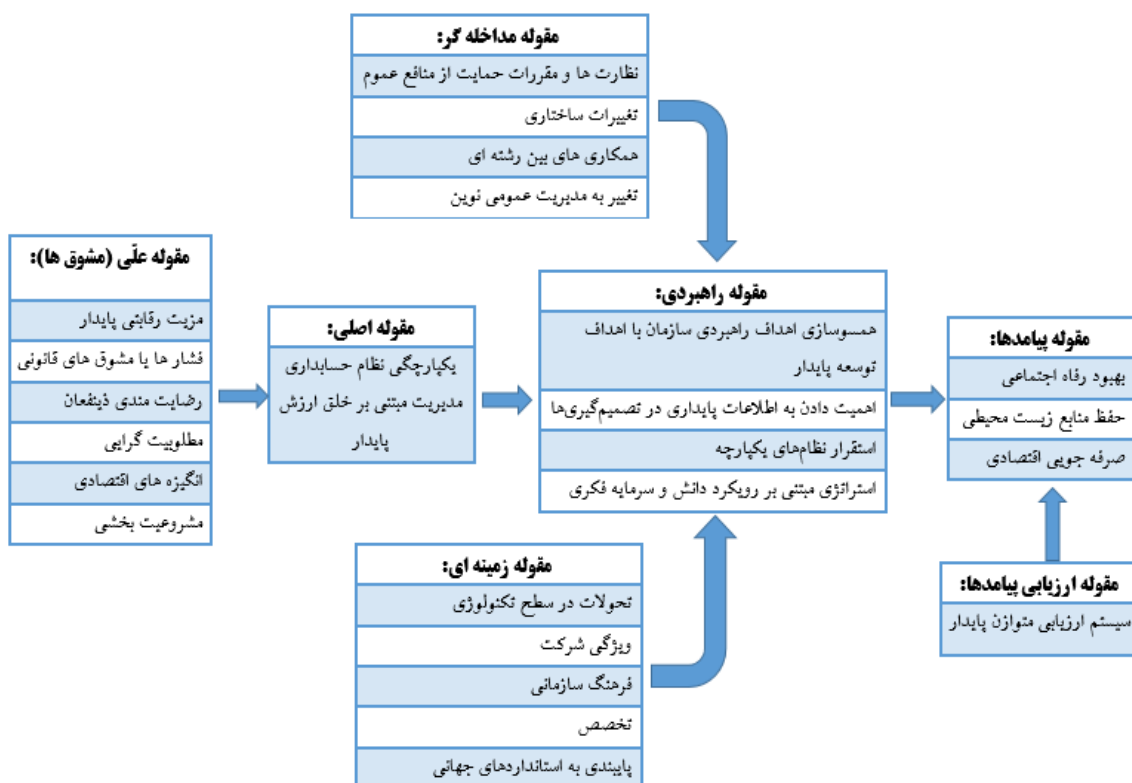 مقوله مداخله گر:
نظارت ها و مقررات حمایت از منافع عموم
تغییرات ساختاری
همکاری های بین رشته ای
تغییر به مدیریت عمومی نوین
مقوله علّی (مشوق ها):
مزیت رقابتی پایدار
فشار ها یا مشوق های قانونی
رضایت مندی ذینفعان
مطلوبیت گرایی
انگیزه های اقتصادی
مشروعیت بخشی
مقوله اصلی:
یکپارچگی نظام حسابداری
مدیریت مبتنی بر خلق ارزش
پایدار
مقوله راهبردی:
همسوسازی اهداف راهبردی سازمان با اهداف
توسعه پایدار
اهمیت دادن به اطلاعات پایداری در تصمیم‌گیری‌ها
استقرار نظام‌های یکپارچه
استراتژی مبتنی بر رویکرد دانش و سرمایه فکری
مقوله زمینه ای:
تحولات در سطح تکنولوژی
ویژگی شرکت
فرهنگ سازمانی
تخصص
پایبندی به استانداردهای جهانی
مقوله پیامدها:
بهبود رفاه اجتماعی
حفظ منابع زیست محیطی
صرفه جویی اقتصادی
مقوله ارزیابی پیامدها:
سیستم ارزیابی متوازن پایدار